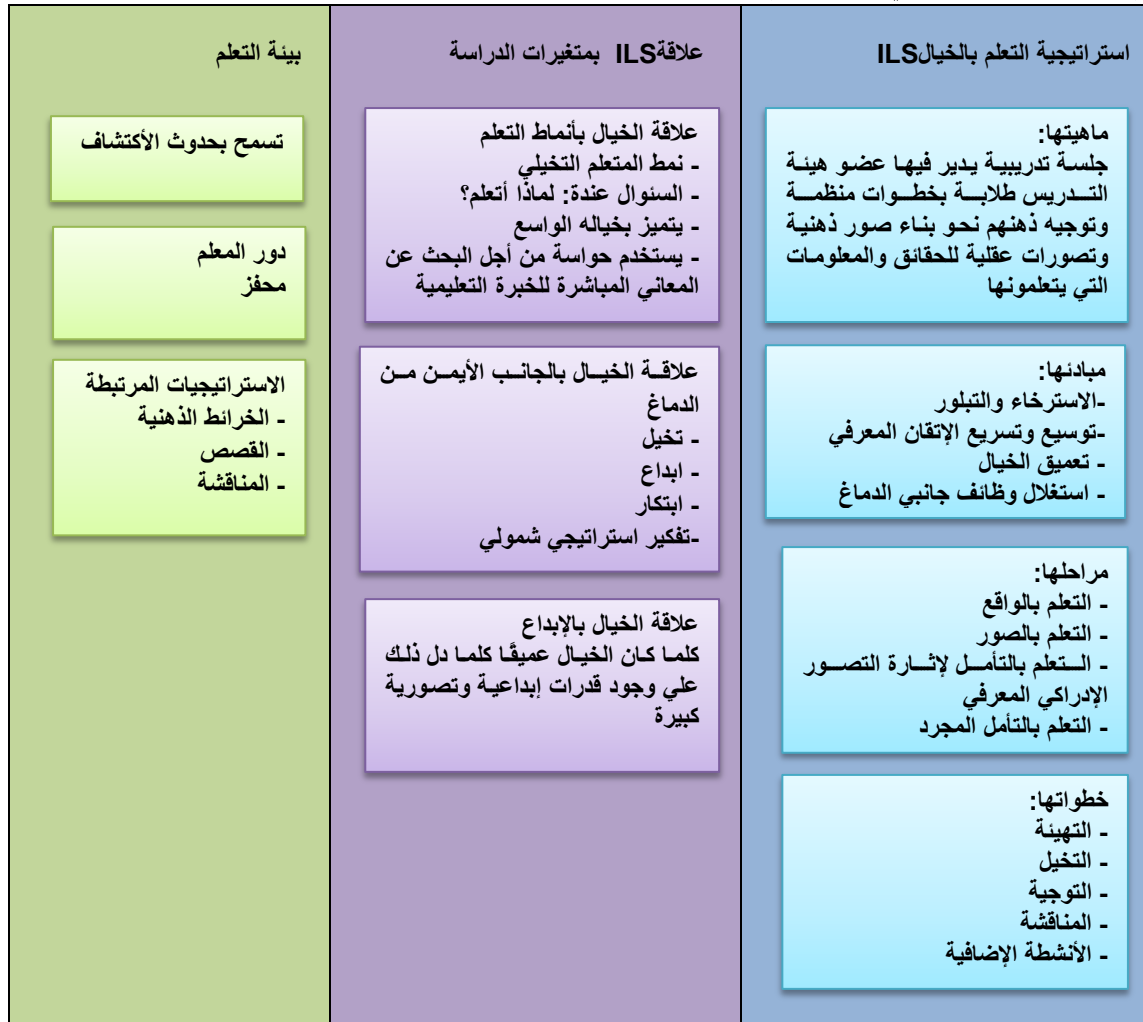 استراتيجية التعلم بالخيالILS
ماهيتها:
جلسة تدريبية يدير فيها عضو هيئة
التدريس طلابة بخطوات منظمة
وتوجيه ذهنهم نحو بناء صور ذهنية
وتصورات عقلية للحقائق والمعلومات
التي يتعلمونها
مبادئها:
-الاسترخاء والتبلور
-توسيع وتسريع الإتقان المعرفي
- تعميق الخيال
- استغلال وظائف جانبي الدماغ
مراحلها:
- التعلم بالواقع
- التعلم بالصور
- التعلم بالتأمل لإثارة التصور
الإدراكي المعرفي
- التعلم بالتأمل المجرد
خطواتها:
- التهيئة
- التخيل
- التوجية
- المناقشة
- الأنشطة الإضافية
علاقةILS بمتغيرات الدراسة
علاقة الخيال بأنماط التعلم
- نمط المتعلم التخيلي
- السئوال عندة: لماذا أتعلم؟
- يتميز بخياله الواسع
- يستخدم حواسة من أجل البحث عن
المعاني المباشرة للخبرة التعليمية
علاقة الخيال بالجانب الأيمن من
الدماغ
- تخيل
- ابداع
- ابتكار
-تفكير استراتيجي شمولي
علاقة الخيال بالإبداع
كلما كان الخيال عميقًا كلما دل ذلك
علي وجود قدرات إبداعية وتصورية
كبيرة
بيئة التعلم
تسمح بحدوث الأكتشاف
دور المعلم
محفز
الاستراتيجيات المرتبطة
- الخرائط الذهنية
- القصص
- المناقشة